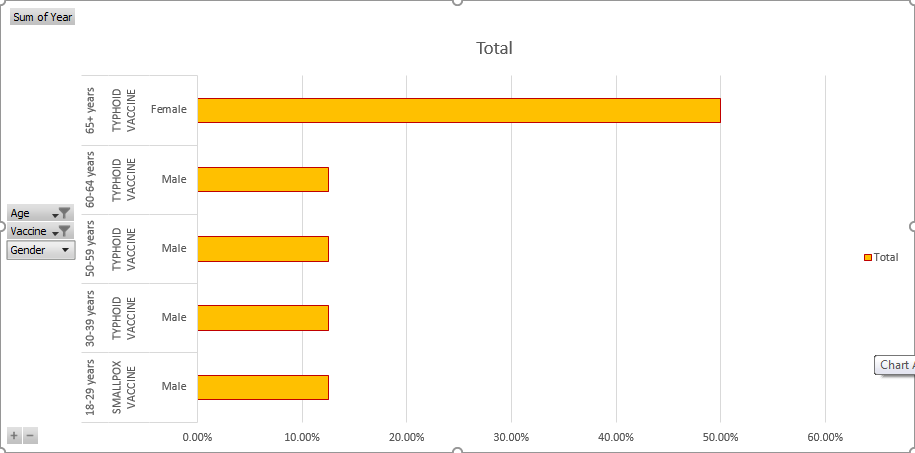 Sum of Year
Total
65+ years
TYPHOID
VACCINE
Female
60-64 years
TYPHOID
VACCINE
Male
50-59 years
TYPHOID
VACCINE
Male
30-39 years
TYPHOID
VACCINE
Male
18-29 years
SMALLPOX
VACCINE
Male
Age
Vaccine
Gender
Total
Chart A
0.00% 10.00% 20.00% 30.00% 40.00% 50.00% 60.00%